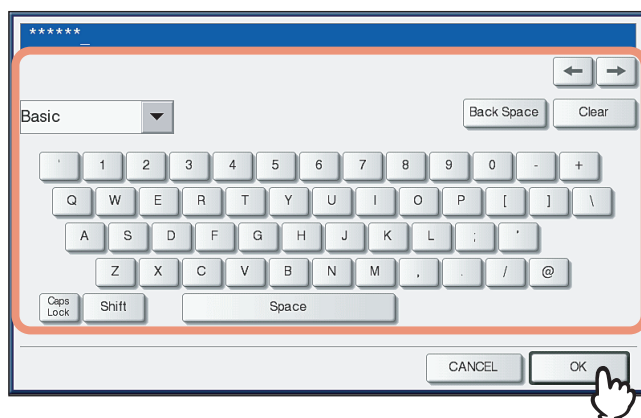 ******_
← →
Basic Back Space Clear
' 1 2 3 4 5 6 7 8 9 0 - +
Q W E R T Y U I O P [ ] \
A S D F G H J K L ; '
Z X C V B N M , . / @
Caps Lock Shift Space
CANCEL OK